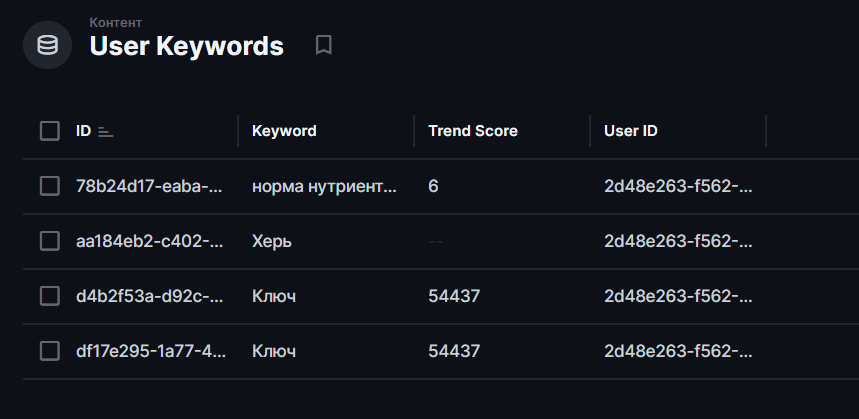 Контент
User Keywords
ID Keyword Trend Score User ID
78b24d17-eaba-... норма нутриент... 6 2d48e263-f562-...
aa184eb2-c402-... Херь -- 2d48e263-f562-...
d4b2f53a-d92c-... Ключ 54437 2d48e263-f562-...
df17e295-1a77-4... Ключ 54437 2d48e263-f562-...